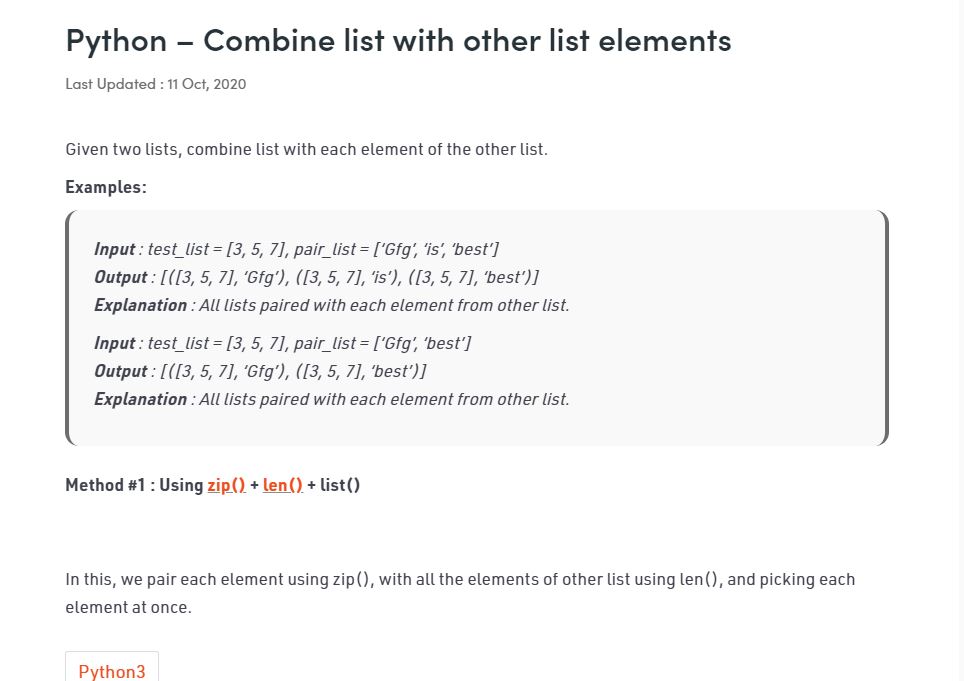 Python – Combine list with other list elements
Last Updated : 11 Oct, 2020
Given two lists, combine list with each element of the other list.
Examples:
Input : test_list = [3, 5, 7], pair_list = [‘Gfg’, ‘is’, ‘best’]
Output : [([3, 5, 7], ‘Gfg’), ([3, 5, 7], ‘is’), ([3, 5, 7], ‘best’)]
Explanation : All lists paired with each element from other list.
Input : test_list = [3, 5, 7], pair_list = [‘Gfg’, ‘best’]
Output : [([3, 5, 7], ‘Gfg’), ([3, 5, 7], ‘best’)]
Explanation : All lists paired with each element from other list.
Method #1 : Using zip() + len() + list()
In this, we pair each element using zip(), with all the elements of other list using len(), and picking each
element at once.
Python3